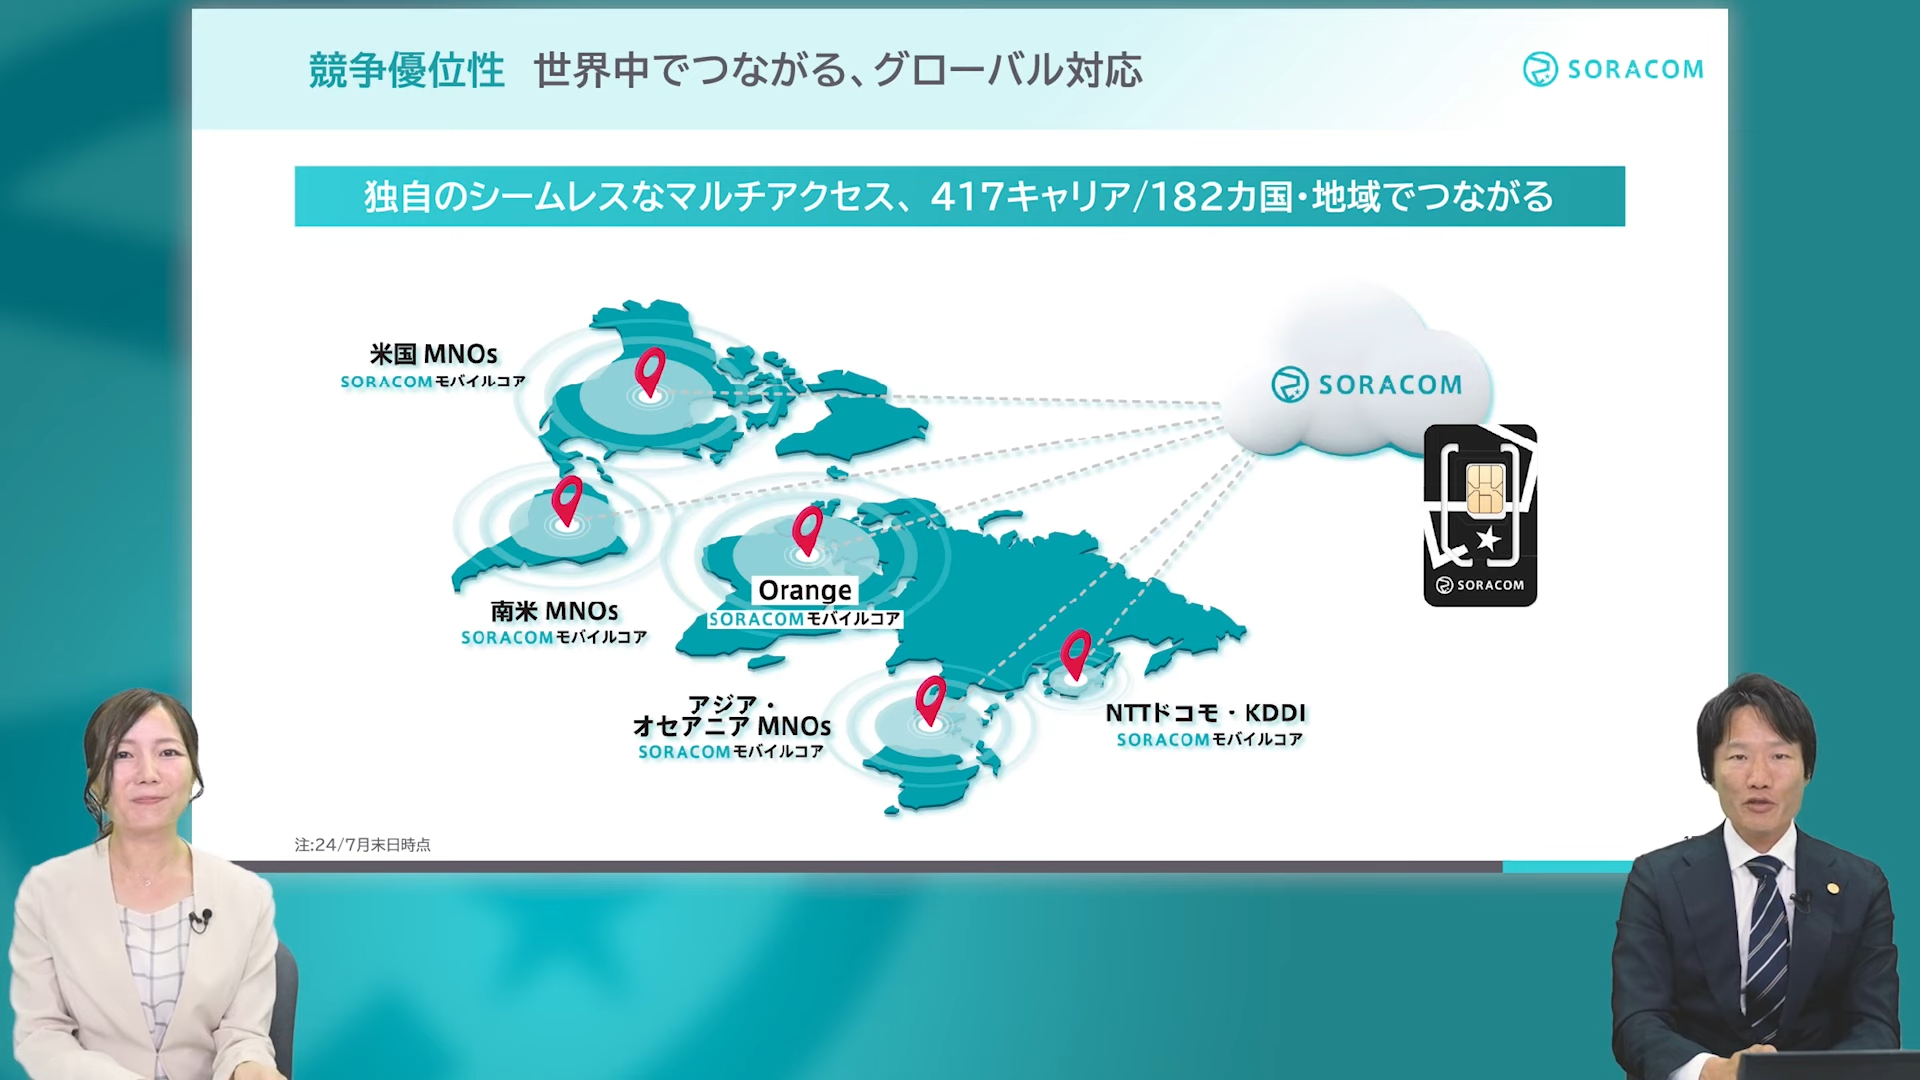 競争優位性 世界中でつながる、グローバル対応
SORACOM
独自のシームレスなマルチアクセス、417キャリア/182カ国・地域でつながる
米国 MNOs
SORACOMモバイルコア
SORACOM
SORACOM
南米 MNOs
SORACOMモバイルコア
Orange
SORACOMモバイルコア
アジア・
オセアニア MNOs
SORACOMモバイルコア
NTTドコモ・KDDI
SORACOMモバイルコア
注:24/7月末日時点